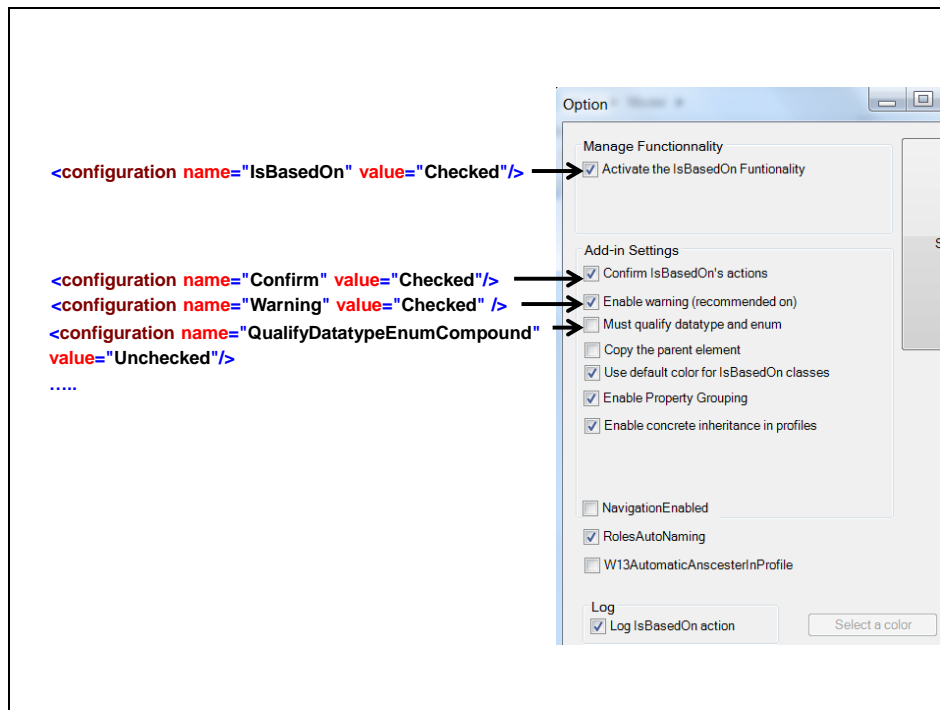 Option
Manage Functionnality
<configuration name="IsBasedOn" value="Checked"/>
Activate the IsBasedOn Funtionality
Add-in Settings
<configuration name="Confirm" value="Checked"/>
Confirm IsBasedOn's actions
<configuration name="Warning" value="Checked" />
Enable warning (recommended on)
<configuration name="QualifyDatatypeEnumCompound"
value="Unchecked"/>
…..
Must qualify datatype and enum
Copy the parent element
Use default color for IsBasedOn classes
Enable Property Grouping
Enable concrete inheritance in profiles
NavigationEnabled
RolesAutoNaming
W13AutomaticAnscesterInProfile
Log
Log IsBasedOn action
Select a color